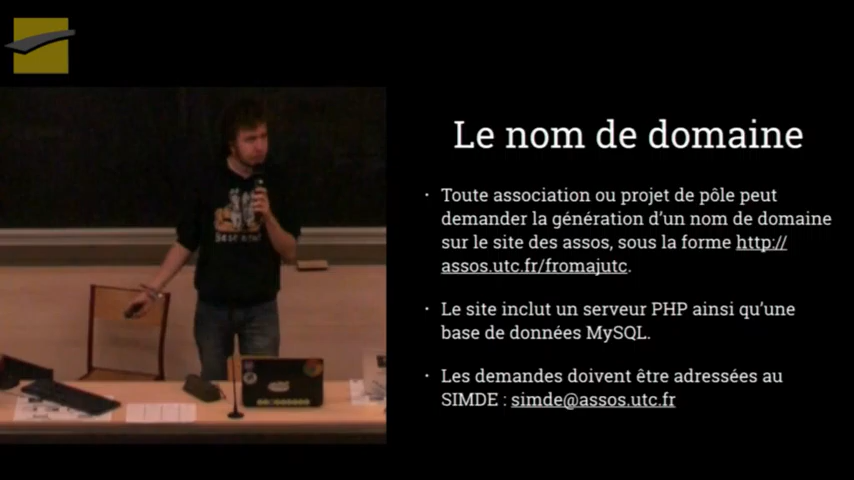 Le nom de domaine
· Toute association ou projet de pôle peut
demander la génération d'un nom de domaine
sur le site des assos, sous la forme http://
assos.utc.fr/fromajutc.
· Le site inclut un serveur PHP ainsi qu'une
base de données MySQL.
· Les demandes doivent être adressées au
SIMDE : simde@assos.utc.fr